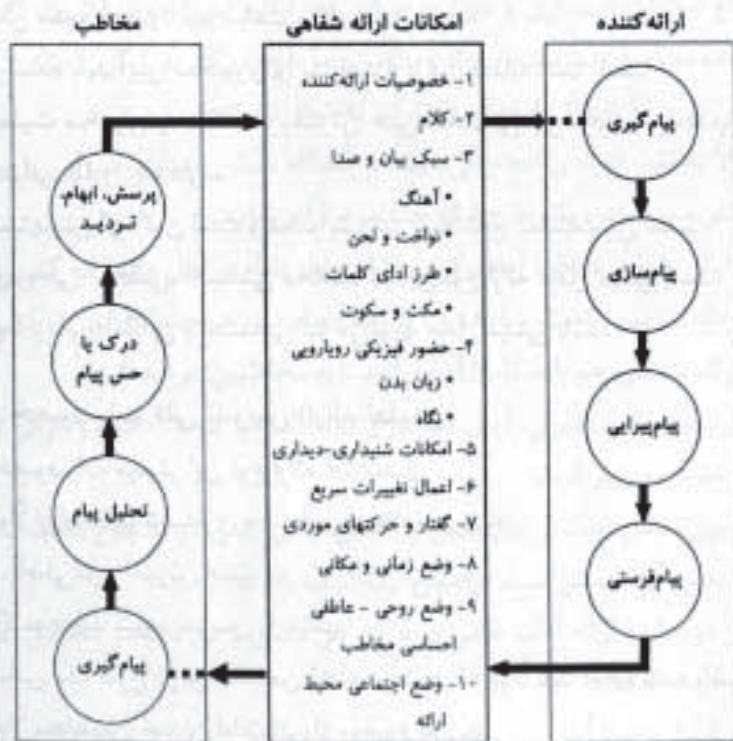 ارائه‌کننده
پیام‌گیری
پیام‌سازی
پیام‌پیرایی
پیام‌فرستی
امکانات ارائه شفاهی
۱- خصوصیات ارائه‌کننده
۲- کلام
۳- سبک بیان و صدا
• آهنگ
• نواخت و لحن
• طرز ادای کلمات
• مکث و سکوت
۴- حضور فیزیکی رویارویی
• زبان بدن
• نگاه
۵- امکانات شنیداری-دیداری
۶- اعمال تغییرات سریع
۷- گفتار و حرکتهای موردی
۸- وضع زمانی و مکانی
۹- وضع روحی - عاطفی
احساسی مخاطب
۱۰- وضع اجتماعی محیط
ارائه
مخاطب
پرسش، ابهام،
تردید
درک یا
حس پیام
تحلیل پیام
پیام‌گیری